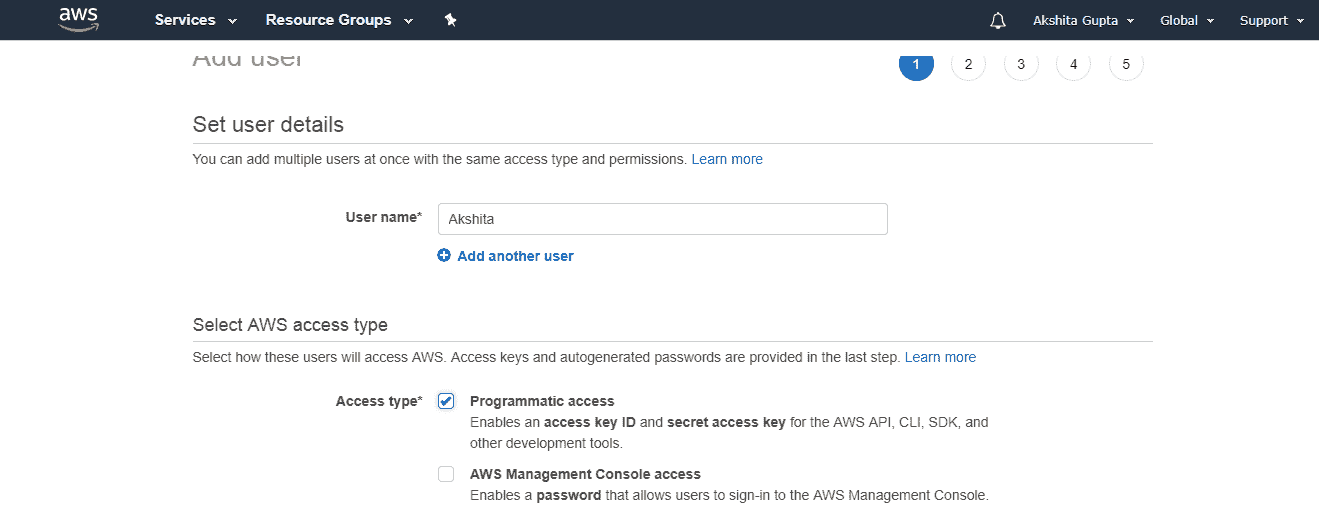 aws Services Resource Groups Akshita Gupta Global Support
Add user 1 2 3 4 5
Set user details
You can add multiple users at once with the same access type and permissions. Learn more
User name* Akshita
Add another user
Select AWS access type
Select how these users will access AWS. Access keys and autogenerated passwords are provided in the last step. Learn more
Access type* Programmatic access
Enables an access key ID and secret access key for the AWS API, CLI, SDK, and
other development tools.
AWS Management Console access
Enables a password that allows users to sign-in to the AWS Management Console.